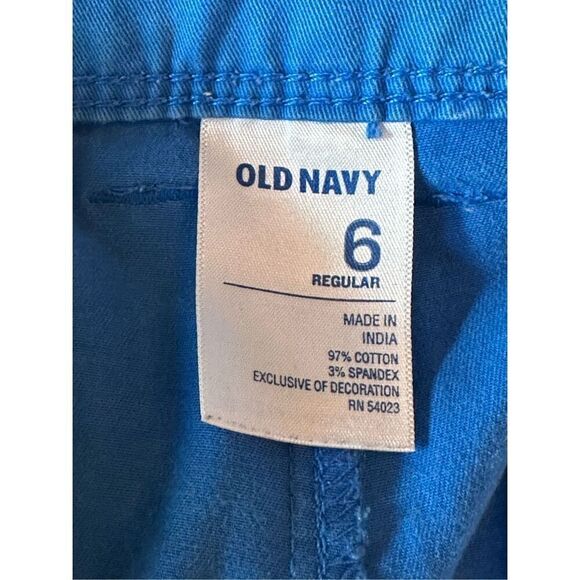 OLD NAVY
6
REGULAR
MADE IN
INDIA
97% COTTON
3% SPANDEX
EXCLUSIVE OF DECORATION
RN 54023